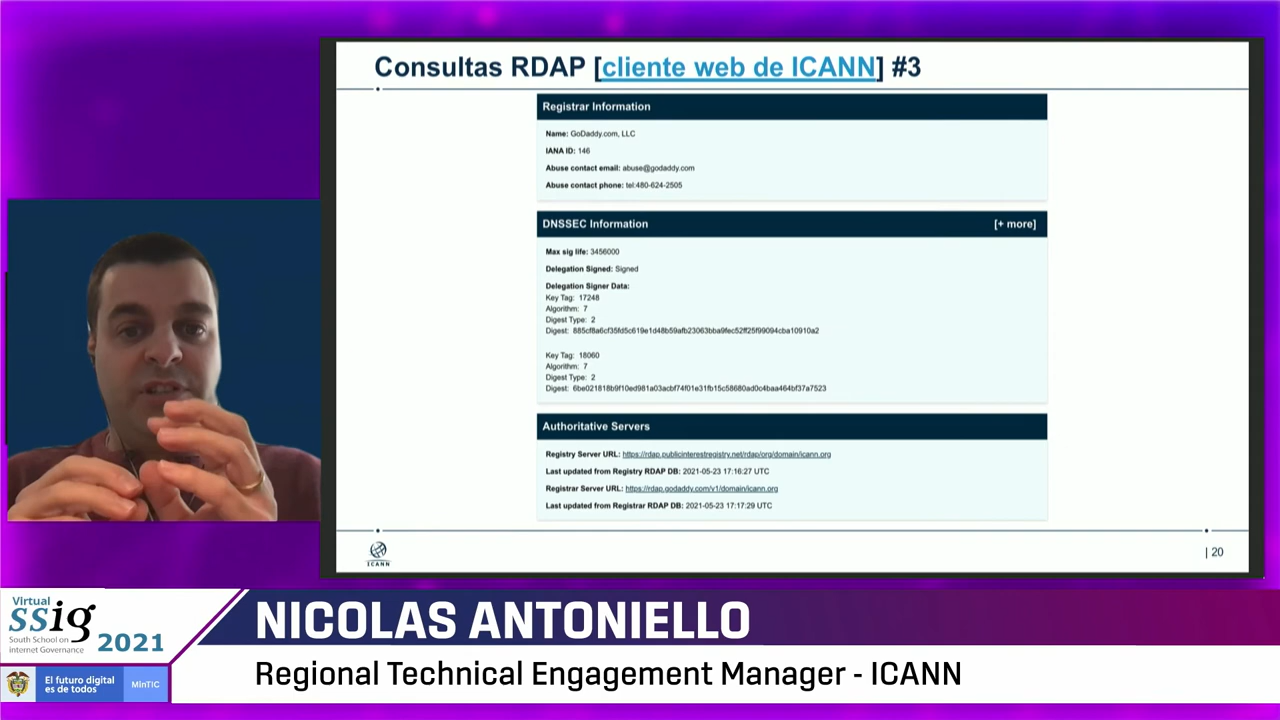 Consultas RDAP [cliente web de ICANN] #3
Registrar Information
Name: GoDaddy.com, LLC
IANA ID: 146
Abuse contact email: abuse@godaddy.com
Abuse contact phone: tel:480-624-2505
DNSSEC Information [+ more]
Max sig life: 3456000
Delegation Signed: Signed
Delegation Signer Data:
Key Tag: 17248
Algorithm: 7
Digest Type: 2
Digest: 885cf8a6cf35fd5c619e1d48b59afb23063bba9fec52ff25f99094cba10910a2
Key Tag: 18060
Algorithm: 7
Digest Type: 2
Digest: 6be021818b9f10ed981a03acbf74f01e31fb15c58680ad0c4baa464bf37a7523
Authoritative Servers
Registry Server URL: https://rdap.publicinterestregistry.net/rdap/org/domain/icann.org
Last updated from Registry RDAP DB: 2021-05-23 17:16:27 UTC
Registrar Server URL: https://rdap.godaddy.com/v1/domain/icann.org
Last updated from Registrar RDAP DB: 2021-05-23 17:17:29 UTC
ICANN
| 20
Virtual
ssig
South School on
Internet Governance
2021
El futuro digital
es de todos
MinTIC
NICOLAS ANTONIELLO
Regional Technical Engagement Manager - ICANN